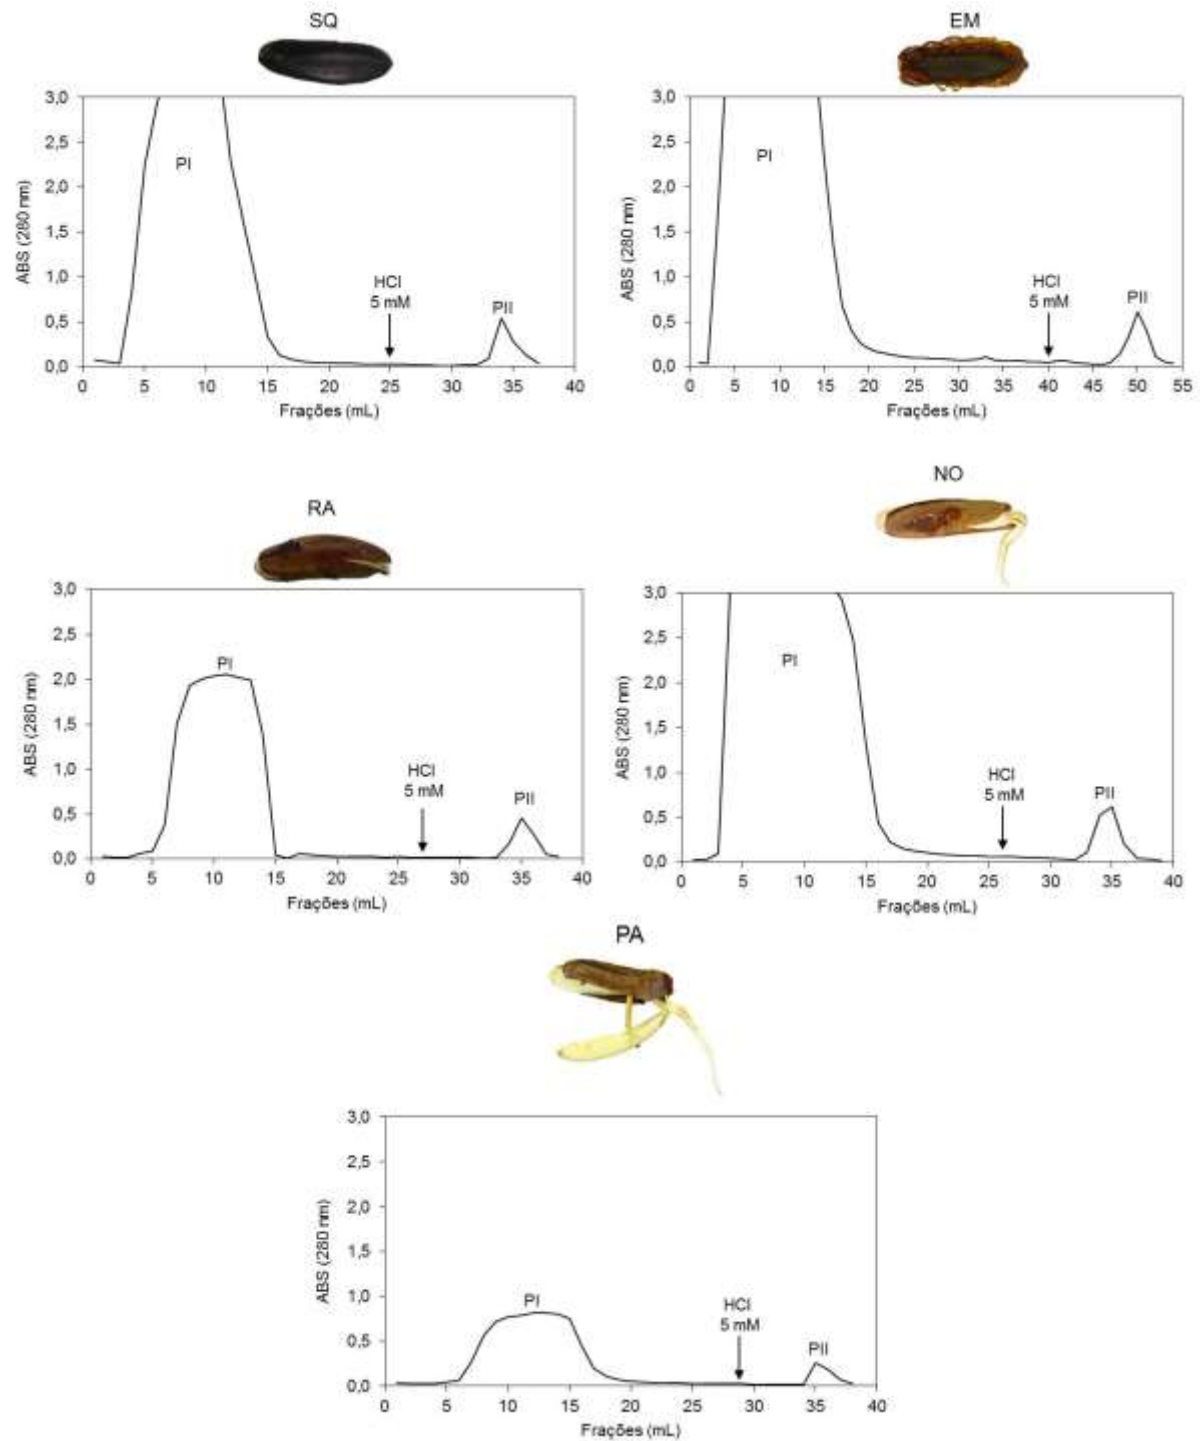 SQ
3,0
2,5
2,0
1,5
1,0
0,5
0,0
ABS (280 nm)
PI
HCl
5 mM
PII
0 5 10 15 20 25 30 35 40
Frações (mL)
EM
3,0
2,5
2,0
1,5
1,0
0,5
0,0
ABS (280 nm)
PI
HCl
5 mM
PII
0 5 10 15 20 25 30 35 40 45 50 55
Frações (mL)
RA
3,0
2,5
2,0
1,5
1,0
0,5
0,0
ABS (280 nm)
PI
HCl
5 mM
PII
0 5 10 15 20 25 30 35 40
Frações (mL)
NO
3,0
2,5
2,0
1,5
1,0
0,5
0,0
ABS (280 nm)
PI
HCl
5 mM
PII
0 5 10 15 20 25 30 35 40
Frações (mL)
PA
3,0
2,5
2,0
1,5
1,0
0,5
0,0
ABS (280 nm)
PI
HCl
5 mM
PII
0 5 10 15 20 25 30 35 40
Frações (mL)